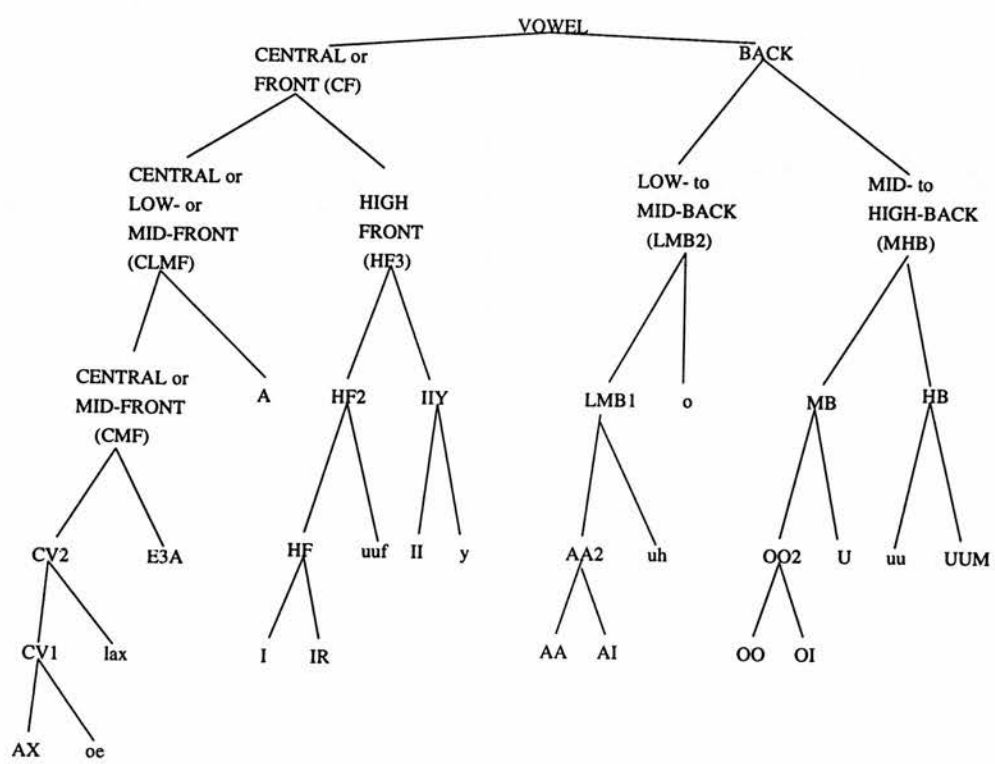 VOWEL
CENTRAL or
FRONT (CF)
BACK
CENTRAL or
LOW- or
MID-FRONT
(CLMF)
HIGH
FRONT
(HF3)
LOW- to
MID-BACK
(LMB2)
MID- to
HIGH-BACK
(MHB)
CENTRAL or
MID-FRONT
(CMF)
A
HF2
IIY
LMB1
o
MB
HB
CV2
E3A
HF
uuf
II
y
AA2
uh
OO2
U
uu
UUM
CV1
Iax
I
IR
AA
AI
OO
OI
AX
oe